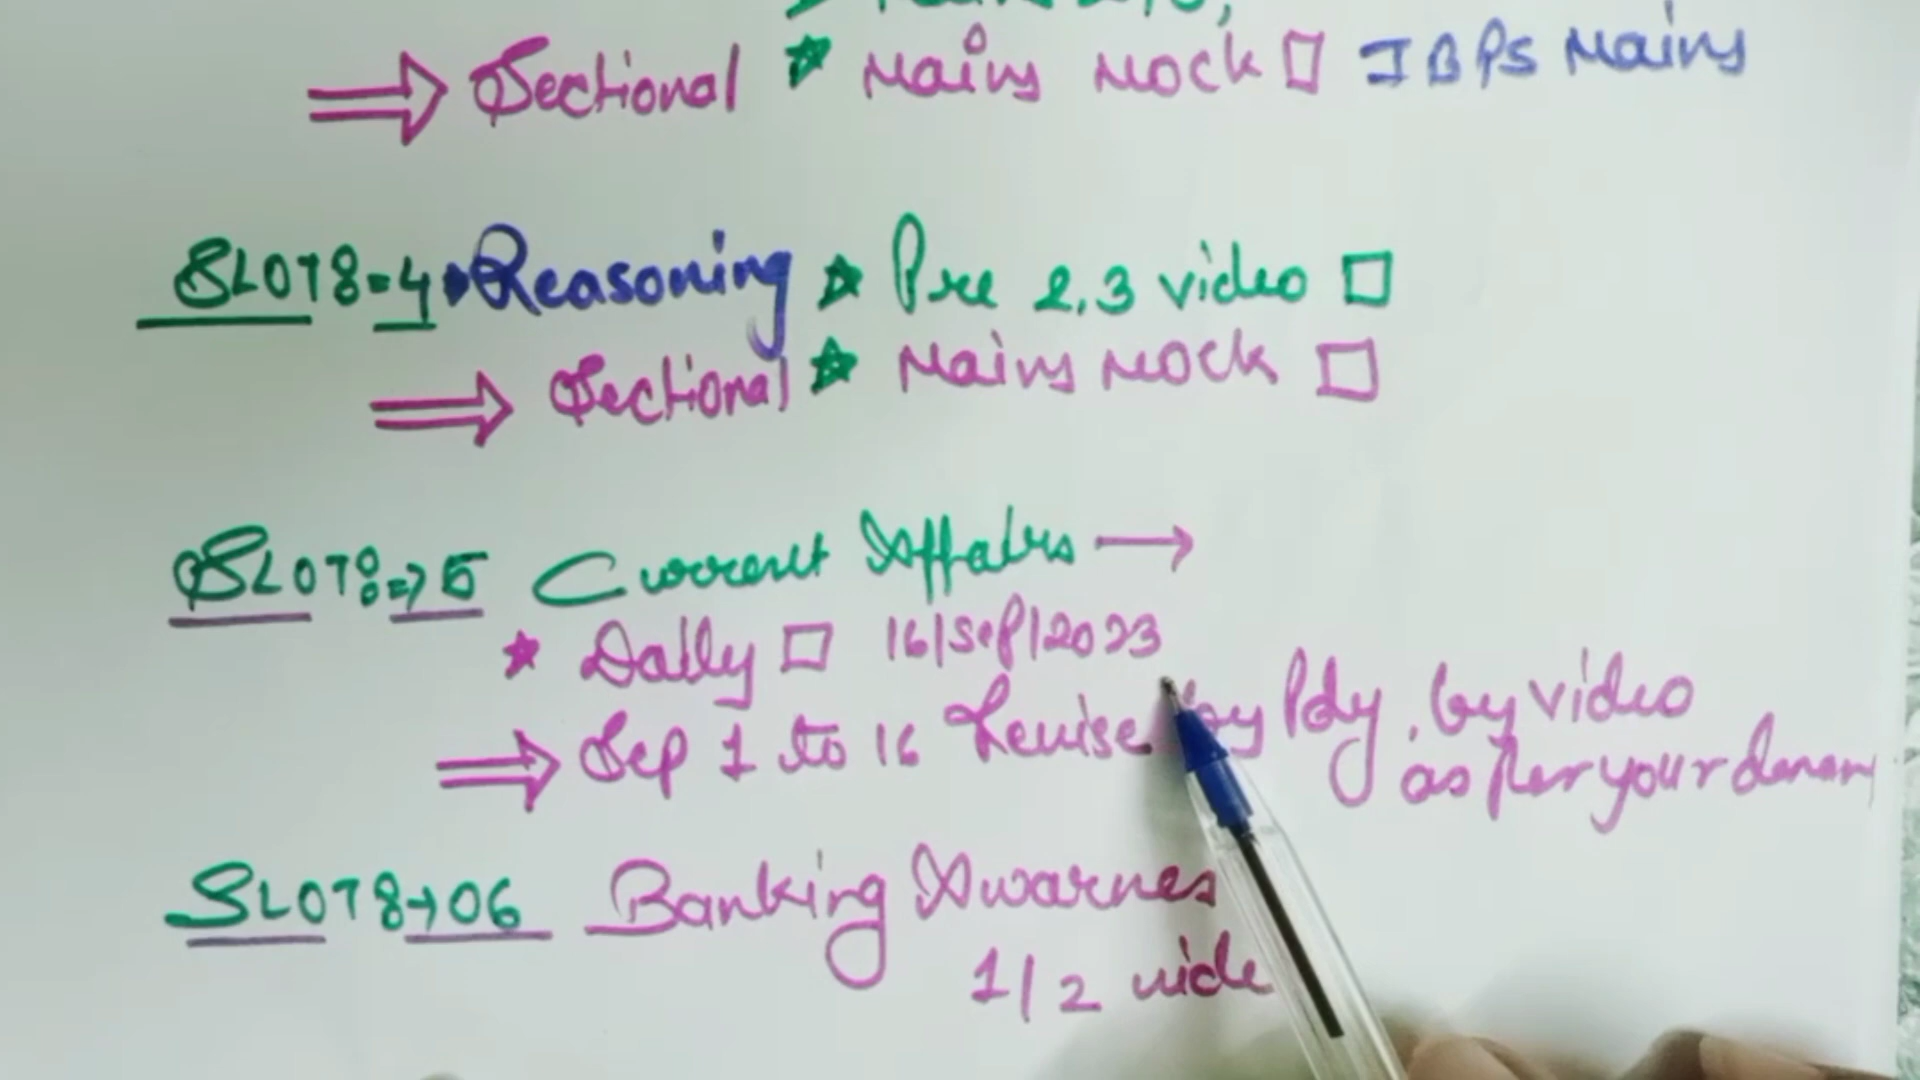 ⇒ Sectional ★ Mains Mock □ IBPS Mains
SLOT:-4 Reasoning ★ Pre 2,3 video □
⇒ Sectional ★ Mains Mock □
SLOT:⇒5 Current Affairs →
★ Daily □ 16/Sep/2023
⇒ Sep 1 to 16 by Pdf, by video
as per your
SLOT:→06 Banking Awarnes
1/2 vide